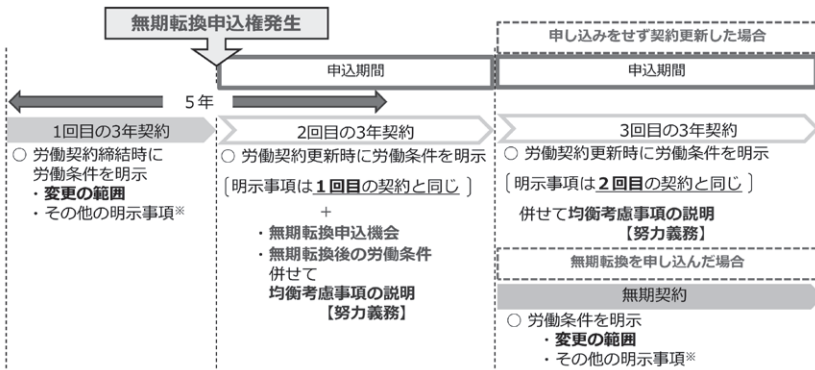 無期転換申込権発生
申し込みをせず契約更新した場合
申込期間
申込期間
5年
1回目の3年契約
○ 労働契約締結時に
労働条件を明示
・変更の範囲
・その他の明示事項※
2回目の3年契約
○ 労働契約更新時に労働条件を明示
〔明示事項は1回目の契約と同じ 〕
+
・無期転換申込機会
・無期転換後の労働条件
併せて
均衡考慮事項の説明
【努力義務】
3回目の3年契約
○ 労働契約更新時に労働条件を明示
〔明示事項は2回目の契約と同じ 〕
併せて均衡考慮事項の説明
【努力義務】
無期転換を申し込んだ場合
無期契約
○ 労働条件を明示
・変更の範囲
・その他の明示事項※